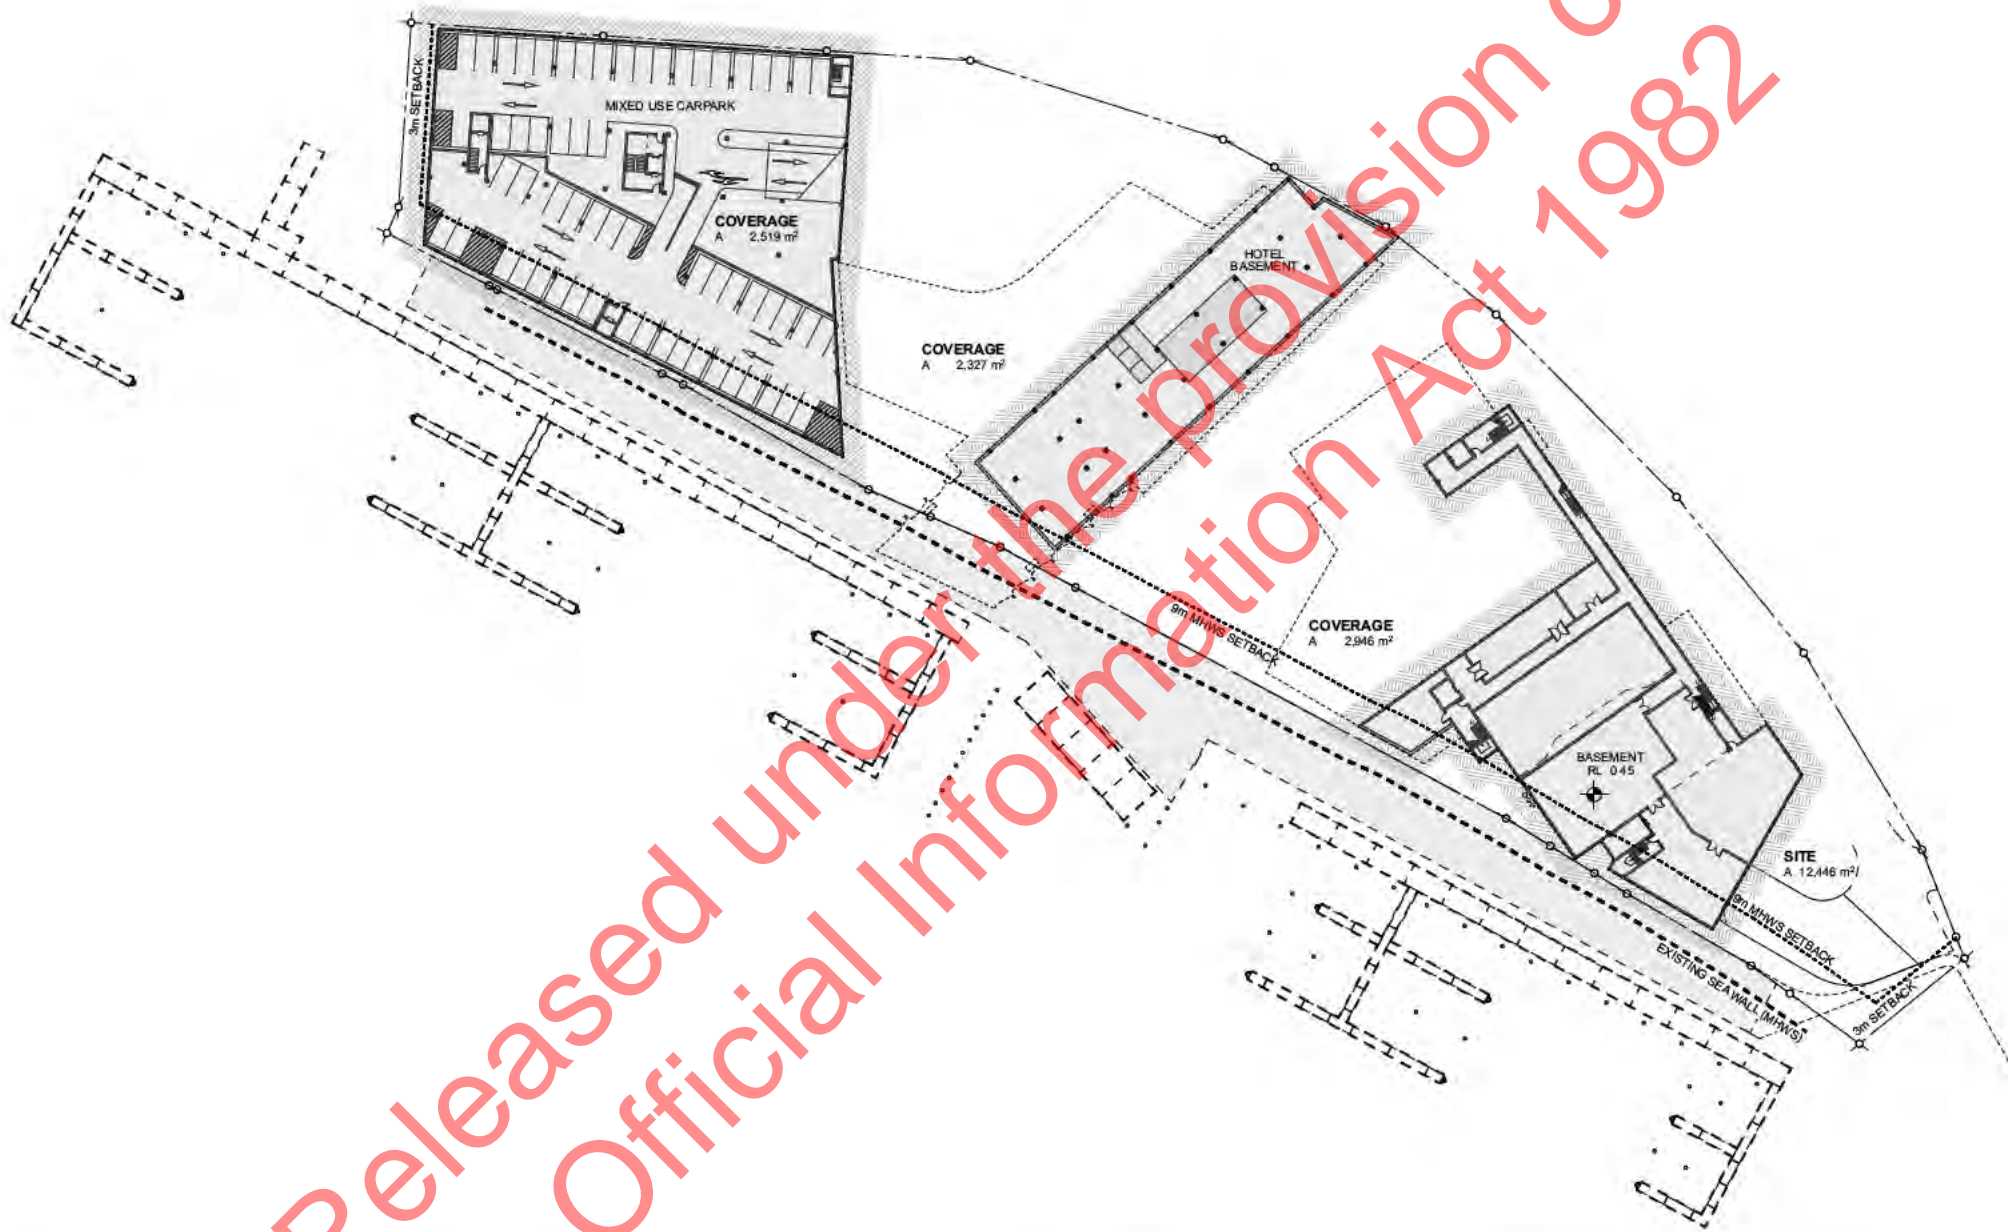 3m SETBACK
MIXED USE CARPARK
COVERAGE
A 2,519 m²
HOTEL
BASEMENT
COVERAGE
A 2,327 m²
9m MHWS SETBACK
COVERAGE
A 2,946 m²
BASEMENT
RL 0.45
SITE
A 12,446 m²
9m MHWS SETBACK
EXISTING SEA WALL (MHWS)
3m SETBACK
Released under the provision o
Official Information Act 1982